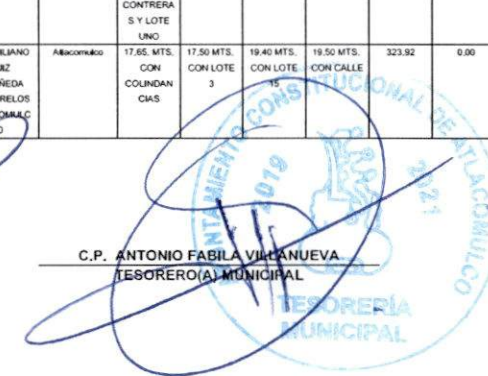 CONTRERA
S Y LOTE
UNO
Atlacomulco
17.65. MTS. CON COLINDAN CIAS
17.50 MTS. CON LOTE 3
19.40 MTS. CON LOTE 15
19.50 MTS. CON CALLE
323.92
0.00
AYUNTAMIENTO CONSTITUCIONAL DE ATLACOMULCO
2019
2021
C.P. ANTONIO FABILA VILLANUEVA
TESORERO(A) MUNICIPAL
TESORERÍA
MUNICIPAL